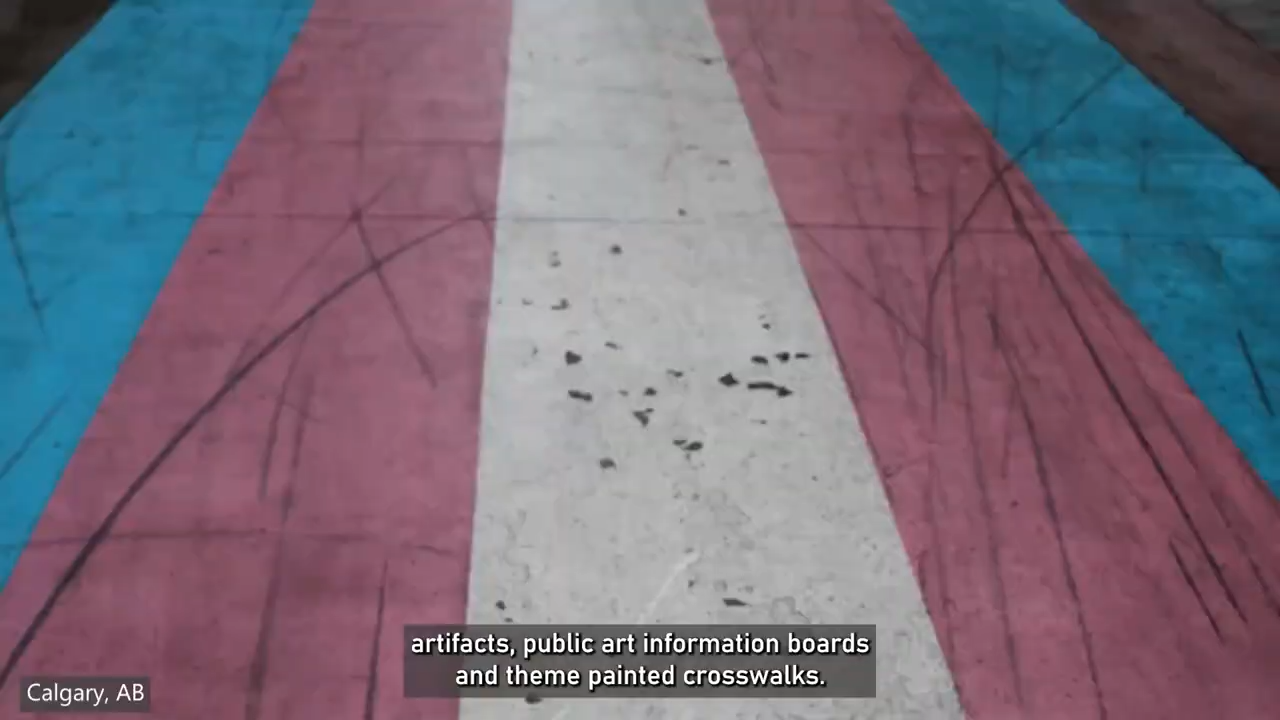 artifacts, public art information boards
and theme painted crosswalks.
Calgary, AB